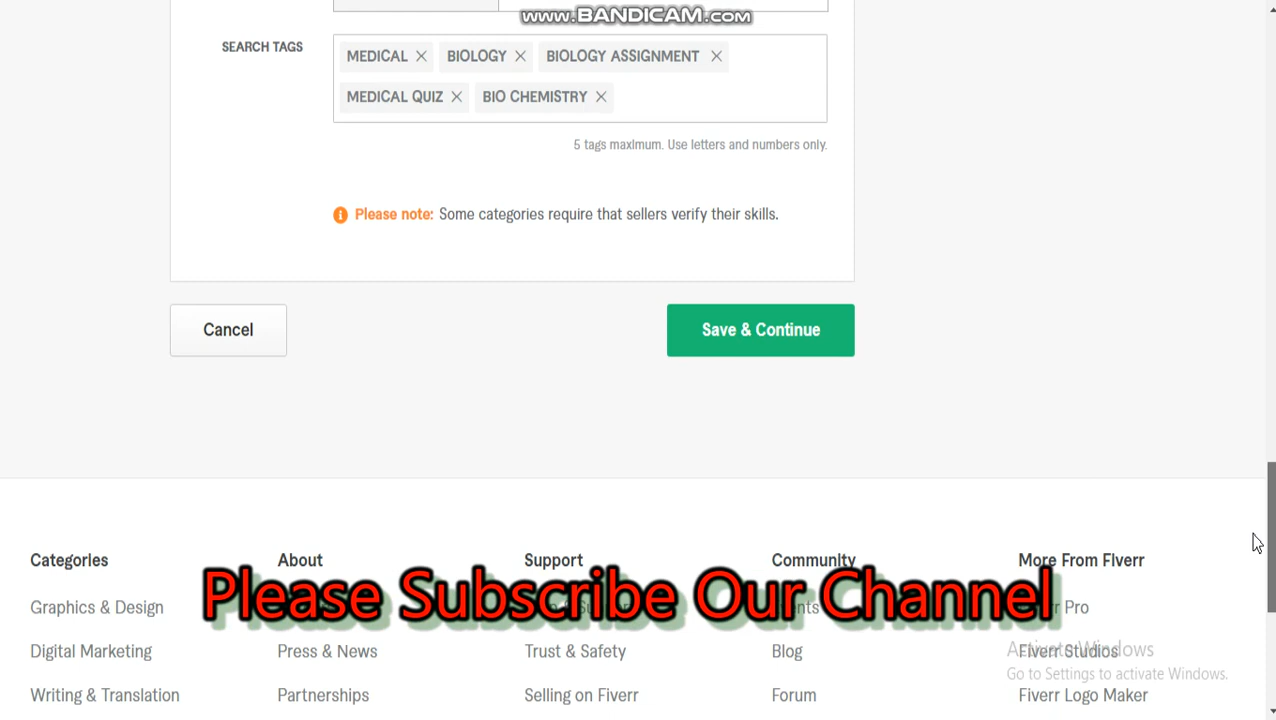 www.BANDICAM.com
SEARCH TAGS
MEDICAL × BIOLOGY × BIOLOGY ASSIGNMENT ×
MEDICAL QUIZ × BIO CHEMISTRY ×
5 tags maximum. Use letters and numbers only.
Please note: Some categories require that sellers verify their skills.
Cancel
Save & Continue
Categories
Graphics & Design
Digital Marketing
Writing & Translation
About
Press & News
Partnerships
Support
Trust & Safety
Selling on Fiverr
Community
Blog
Forum
More From Fiverr
Pro
Fiverr Studios
Fiverr Logo Maker
Please Subscribe Our Channel
Activate Windows
Go to Settings to activate Windows.